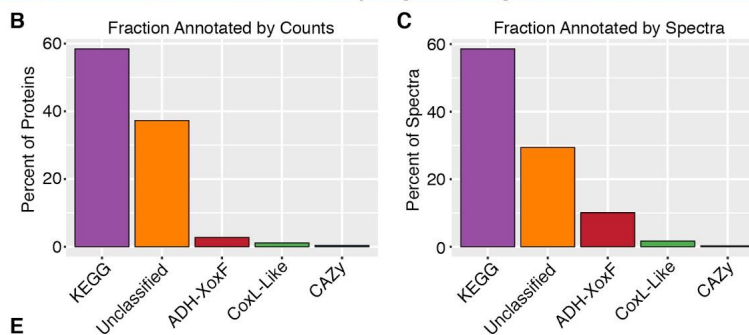 B
Fraction Annotated by Counts
Percent of Proteins
60
40
20
0
KEGG
Unclassified
ADH-XoxF
CoxL-Like
CAZy
C
Fraction Annotated by Spectra
Percent of Spectra
60
40
20
0
KEGG
Unclassified
ADH-XoxF
CoxL-Like
CAZy
E